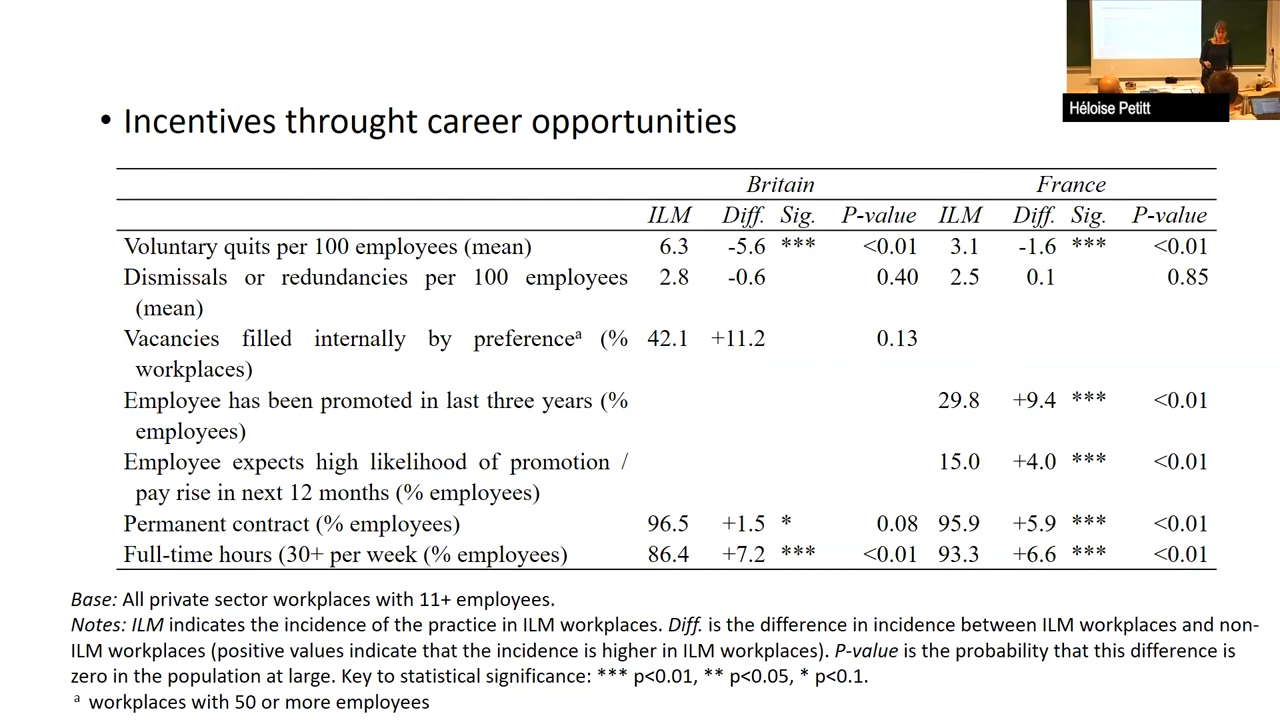 Héloise Petitt
• Incentives throught career opportunities
Britain France
ILM Diff. Sig. P-value ILM Diff. Sig. P-value
Voluntary quits per 100 employees (mean) 6.3 -5.6 *** <0.01 3.1 -1.6 *** <0.01
Dismissals or redundancies per 100 employees 2.8 -0.6 0.40 2.5 0.1 0.85
(mean)
Vacancies filled internally by preferenceᵃ (% 42.1 +11.2 0.13
workplaces)
Employee has been promoted in last three years (% 29.8 +9.4 *** <0.01
employees)
Employee expects high likelihood of promotion / 15.0 +4.0 *** <0.01
pay rise in next 12 months (% employees)
Permanent contract (% employees) 96.5 +1.5 * 0.08 95.9 +5.9 *** <0.01
Full-time hours (30+ per week (% employees) 86.4 +7.2 *** <0.01 93.3 +6.6 *** <0.01
Base: All private sector workplaces with 11+ employees.
Notes: ILM indicates the incidence of the practice in ILM workplaces. Diff. is the difference in incidence between ILM workplaces and non-
ILM workplaces (positive values indicate that the incidence is higher in ILM workplaces). P-value is the probability that this difference is
zero in the population at large. Key to statistical significance: *** p<0.01, ** p<0.05, * p<0.1.
ᵃ workplaces with 50 or more employees